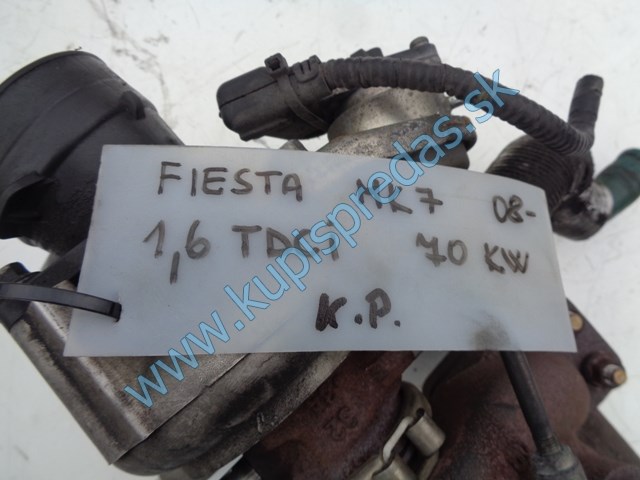 FIESTA MK7 08-
1,6 TDCI 70 KW
K.P.
www.kupispredas.sk